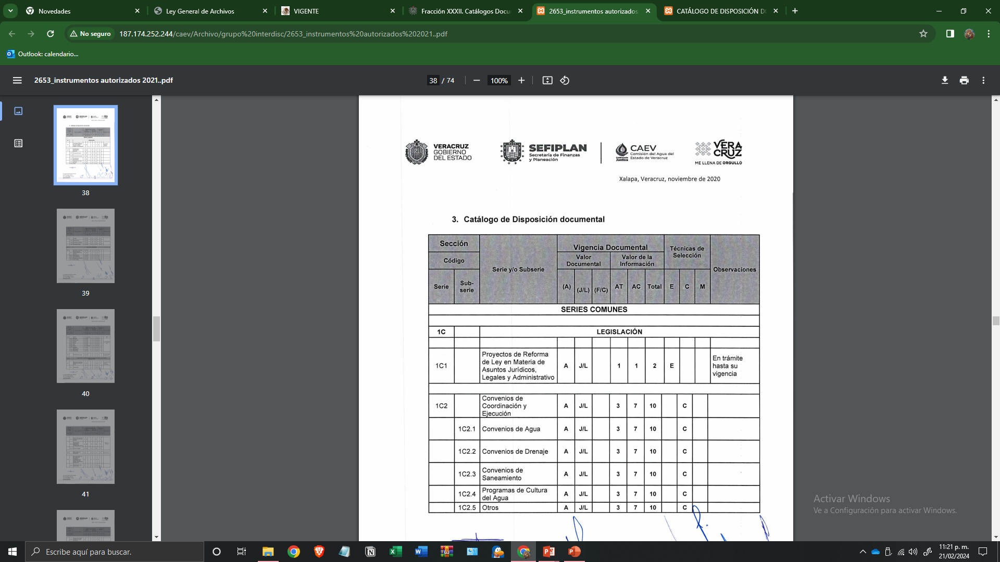 Novedades
Ley General de Archivos
VIGENTE
Fracción XXXII. Catálogos Docu
2653_instrumentos autorizados
CATÁLOGO DE DISPOSICIÓN D
No seguro
187.174.252.244/caev/Archivo/grupo%20interdisc/2653_instrumentos%20autorizados%202021..pdf
Outlook: calendario...
2653_instrumentos autorizados 2021..pdf
38 / 74
100%
38
39
40
41
VERACRUZ
GOBIERNO
DEL ESTADO
SEFIPLAN
Secretaría de Finanzas
y Planeación
Cuidémosla
Juntos
CAEV
Comisión del Agua del
Estado de Veracruz
VERA
CRUZ
ME LLENA DE ORGULLO
Xalapa, Veracruz, noviembre de 2020
3. Catálogo de Disposición documental
Sección
Código
Serie
Sub-
serie
Serie y/o Subserie
Vigencia Documental
Valor
Documental
Valor de la
Información
(A) (J/L) (F/C) AT AC Total
Técnicas de
Selección
E C M
Observaciones
SERIES COMUNES
1C LEGISLACIÓN
1C1 Proyectos de Reforma
de Ley en Materia de
Asuntos Jurídicos,
Legales y Administrativo
A J/L 1 1 2 E
En trámite
hasta su
vigencia
1C2 Convenios de
Coordinación y
Ejecución
A J/L 3 7 10 C
1C2.1 Convenios de Agua A J/L 3 7 10 C
1C2.2 Convenios de Drenaje A J/L 3 7 10 C
1C2.3 Convenios de
Saneamiento
A J/L 3 7 10 C
1C2.4 Programas de Cultura
del Agua
A J/L 3 7 10 C
1C2.5 Otros A J/L 3 7 10 C
Activar Windows
Ve a Configuración para activar Windows.
Escribe aquí para buscar.
11:21 p. m.
21/02/2024